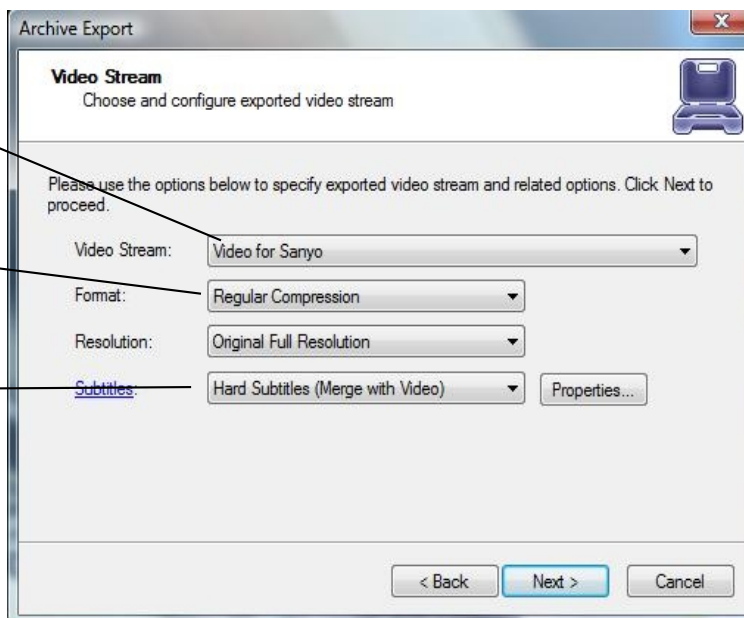 Archive Export
Video Stream
Choose and configure exported video stream
Please use the options below to specify exported video stream and related options. Click Next to
proceed.
Video Stream: Video for Sanyo
Format: Regular Compression
Resolution: Original Full Resolution
Subtitles: Hard Subtitles (Merge with Video) Properties...
< Back Next > Cancel